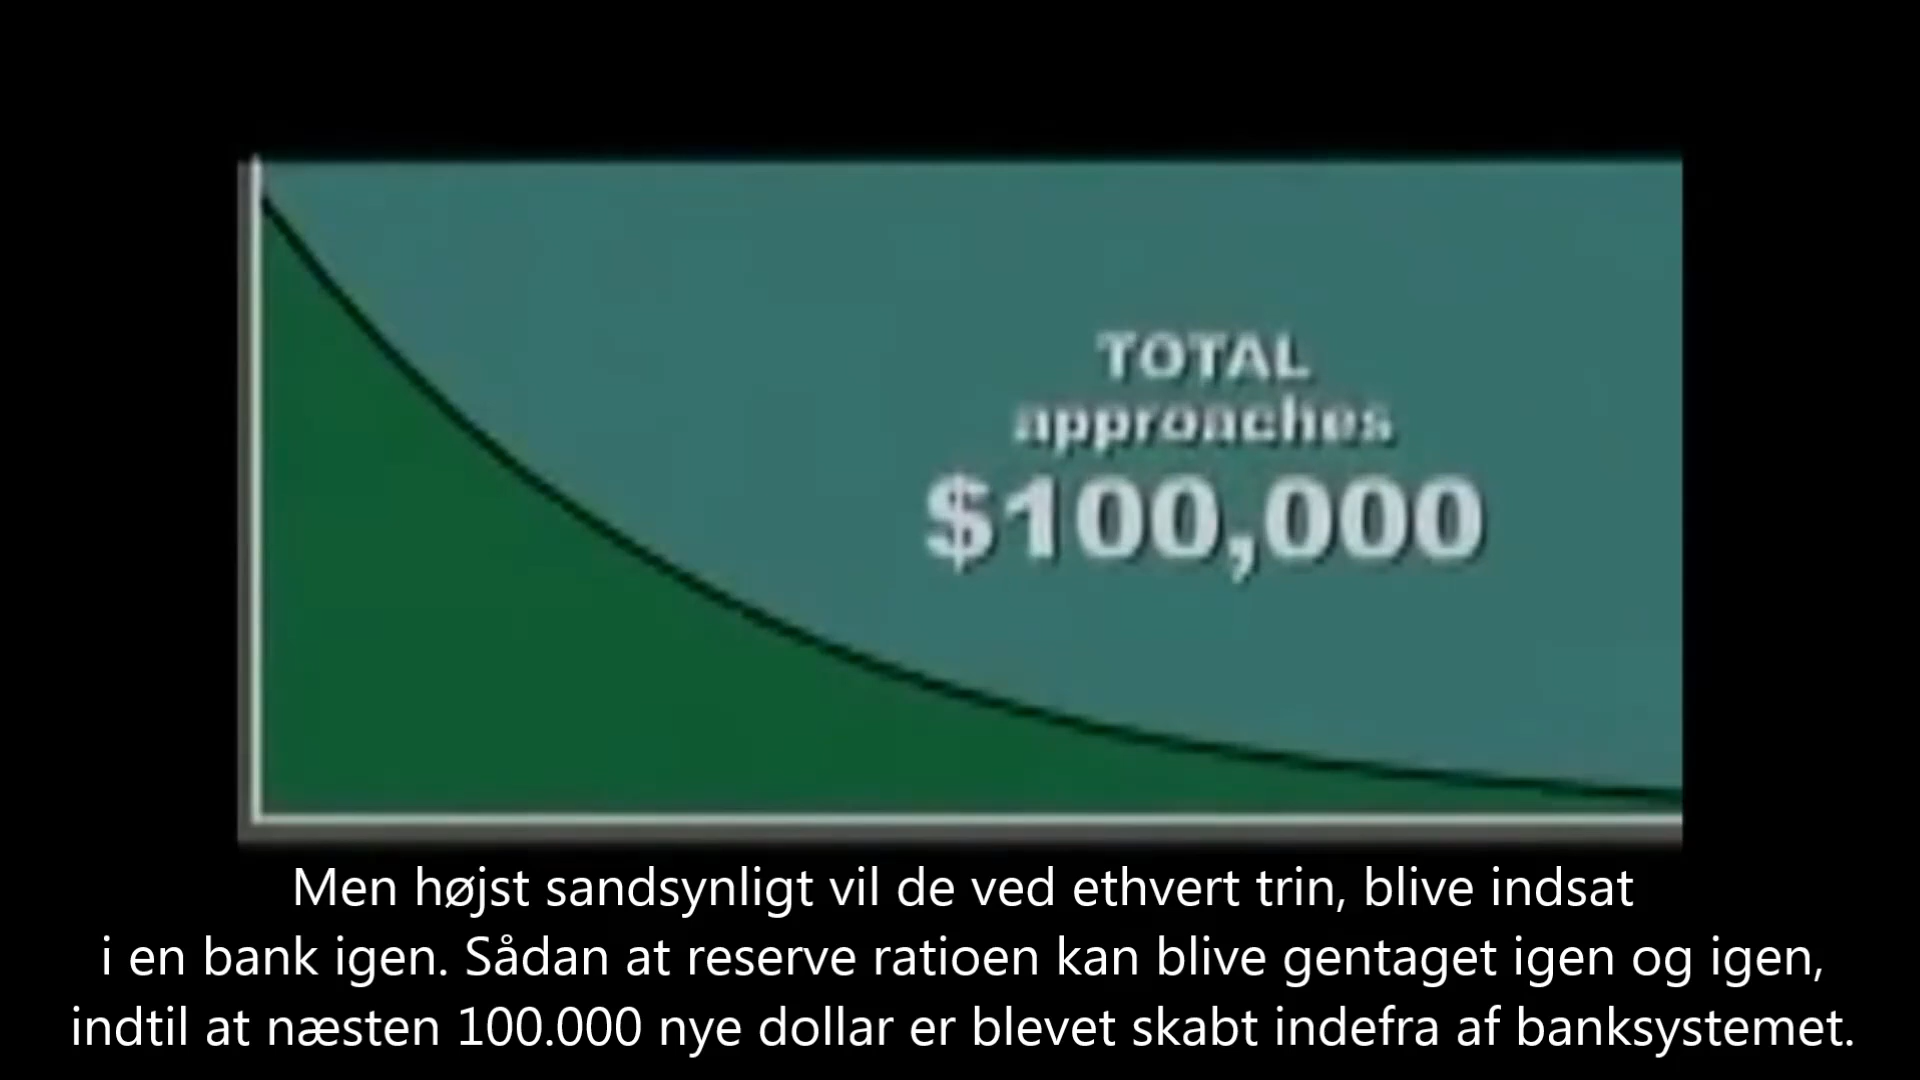 TOTAL
approaches
$100,000
Men højst sandsynligt vil de ved ethvert trin, blive indsat
i en bank igen. Sådan at reserve ratioen kan blive gentaget igen og igen,
indtil at næsten 100.000 nye dollar er blevet skabt indefra af banksystemet.